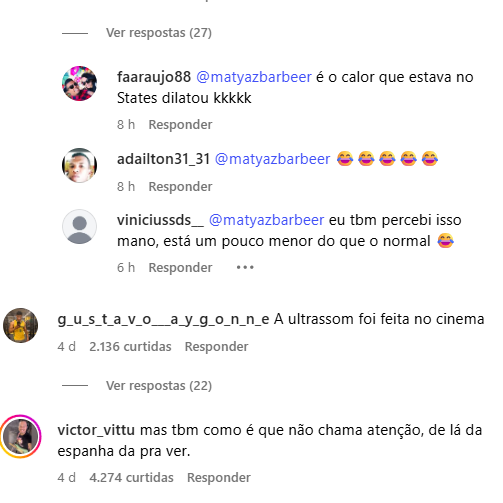 Ver respostas (27)
faaraujo88 @matyazbarbeer é o calor que estava no
States dilatou kkkkk
8 h Responder
adailton31_31 @matyazbarbeer 😂😂😂😂😂
8 h Responder
viniciussds__ @matyazbarbeer eu tbm percebi isso
mano, está um pouco menor do que o normal 😂
6 h Responder •••
g_u_s_t_a_v_o___a_y_g_o_n_n_e A ultrassom foi feita no cinema
4 d 2.136 curtidas Responder
Ver respostas (22)
victor_vittu mas tbm como é que não chama atenção, de lá da
espanha da pra ver.
4 d 4.274 curtidas Responder